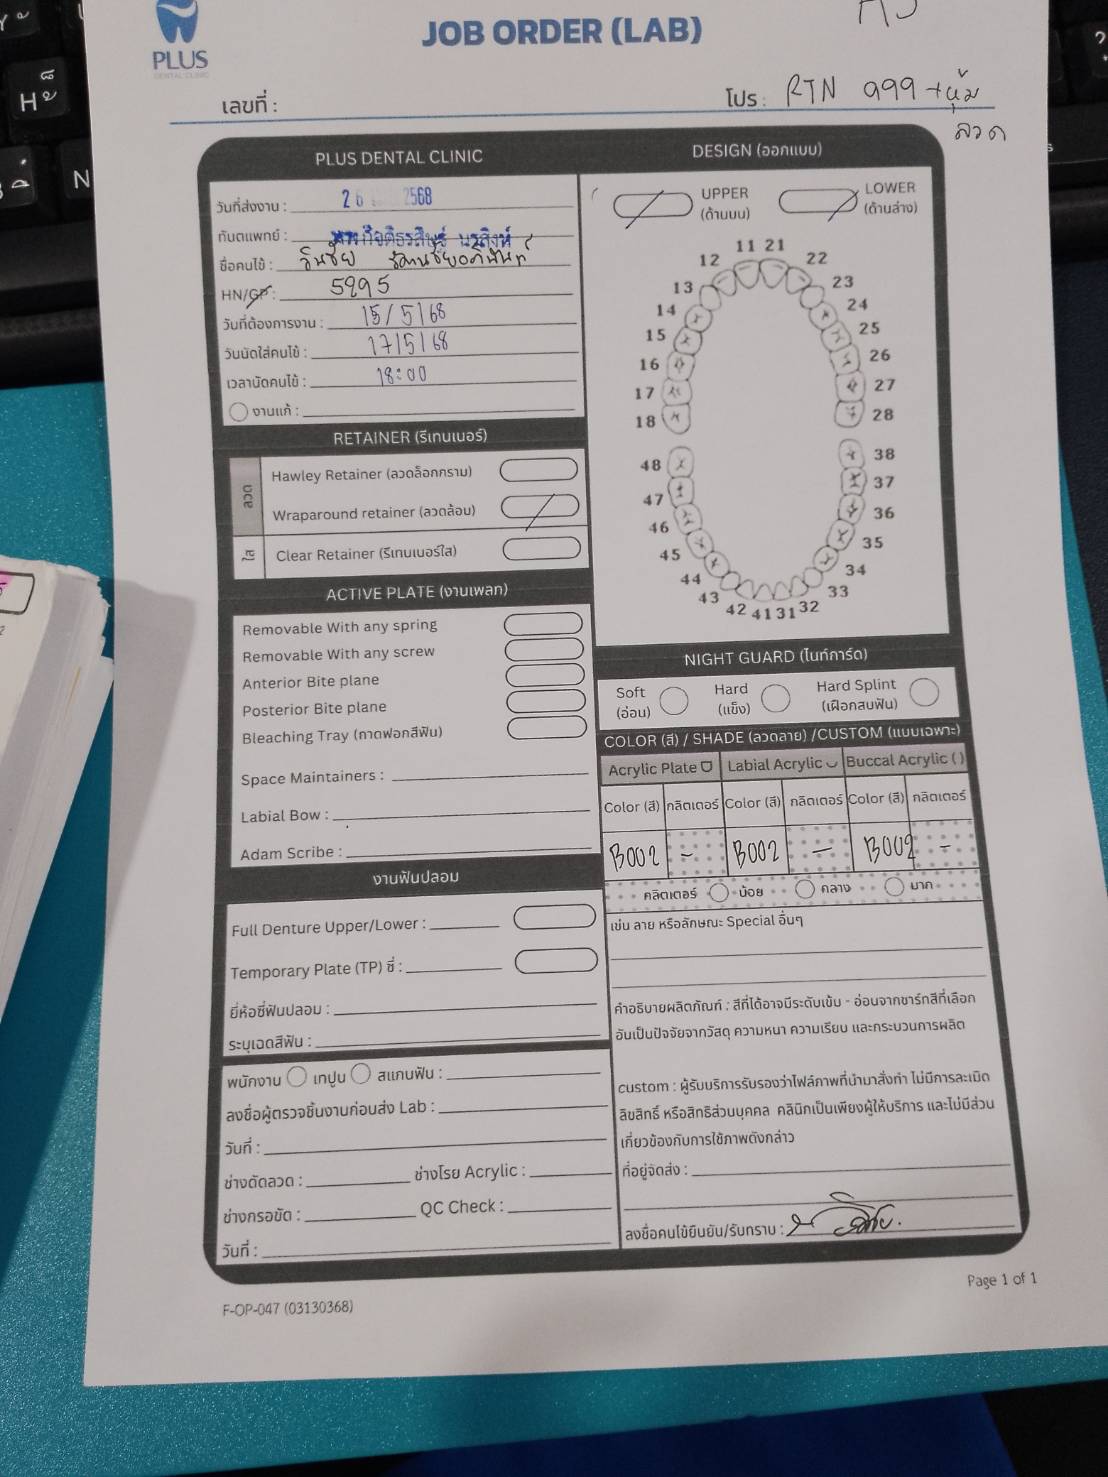 PLUS
DENTAL CLINIC
JOB ORDER (LAB)
เลขที่ :
โปร : RTN 999 +หุ้ม
ลวด
PLUS DENTAL CLINIC
วันที่ส่งงาน : 26 2568
ทันตแพทย์ :
ชื่อคนไข้ :
HN/GP : 5995
วันที่ต้องการงาน : 15/5/68
วันนัดใส่คนไข้ : 17/5/68
เวลานัดคนไข้ : 18:00
งานแก้ :
DESIGN (ออกแบบ)
UPPER
(ด้านบน)
LOWER
(ด้านล่าง)
11 21
12 22
13 23
14 24
15 25
16 26
17 27
18 28
48 38
47 37
46 36
45 35
44 34
43 33
42 41 31 32
RETAINER (รีเทนเนอร์)
ลวด
Hawley Retainer (ลวดล็อกกราม)
Wraparound retainer (ลวดล้อม)
ใส
Clear Retainer (รีเทนเนอร์ใส)
ACTIVE PLATE (งานเพลท)
Removable With any spring
Removable With any screw
Anterior Bite plane
Posterior Bite plane
Bleaching Tray (ถาดฟอกสีฟัน)
Space Maintainers :
Labial Bow :
Adam Scribe :
NIGHT GUARD (ไนท์การ์ด)
Soft
(อ่อน)
Hard
(แข็ง)
Hard Splint
(เฝือกสบฟัน)
COLOR (สี) / SHADE (ลวดลาย) /CUSTOM (แบบเฉพาะ)
Acrylic Plate Labial Acrylic Buccal Acrylic ( )
Color (สี) กลิตเตอร์ Color (สี) กลิตเตอร์ Color (สี) กลิตเตอร์
B002 - B002 - B002 -
กลิตเตอร์ น้อย กลาง มาก
เช่น ลาย หรือลักษณะ Special อื่นๆ
งานฟันปลอม
Full Denture Upper/Lower :
Temporary Plate (TP) ซี่ :
ยี่ห้อซี่ฟันปลอม :
ระบุเฉดสีฟัน :
พนักงาน เทปูน สแกนฟัน :
ลงชื่อผู้ตรวจชิ้นงานก่อนส่ง Lab :
วันที่ :
ช่างดัดลวด : ช่างโรย Acrylic :
ช่างกรอขัด : QC Check :
วันที่ :
คำอธิบายผลิตภัณฑ์ : สีที่ได้อาจมีระดับเข้ม - อ่อนจากชาร์ทสีที่เลือก
อันเป็นปัจจัยจากวัสดุ ความหนา ความเรียบ และกระบวนการผลิต
custom : ผู้รับบริการรับรองว่าไฟล์ภาพที่นำมาสั่งทำ ไม่มีการละเมิด
ลิขสิทธิ์ หรือสิทธิส่วนบุคคล คลินิกเป็นเพียงผู้ให้บริการ และไม่มีส่วน
เกี่ยวข้องกับการใช้ภาพดังกล่าว
ที่อยู่จัดส่ง :
ลงชื่อคนไข้ยืนยัน/รับทราบ :
Page 1 of 1
F-OP-047 (03130368)